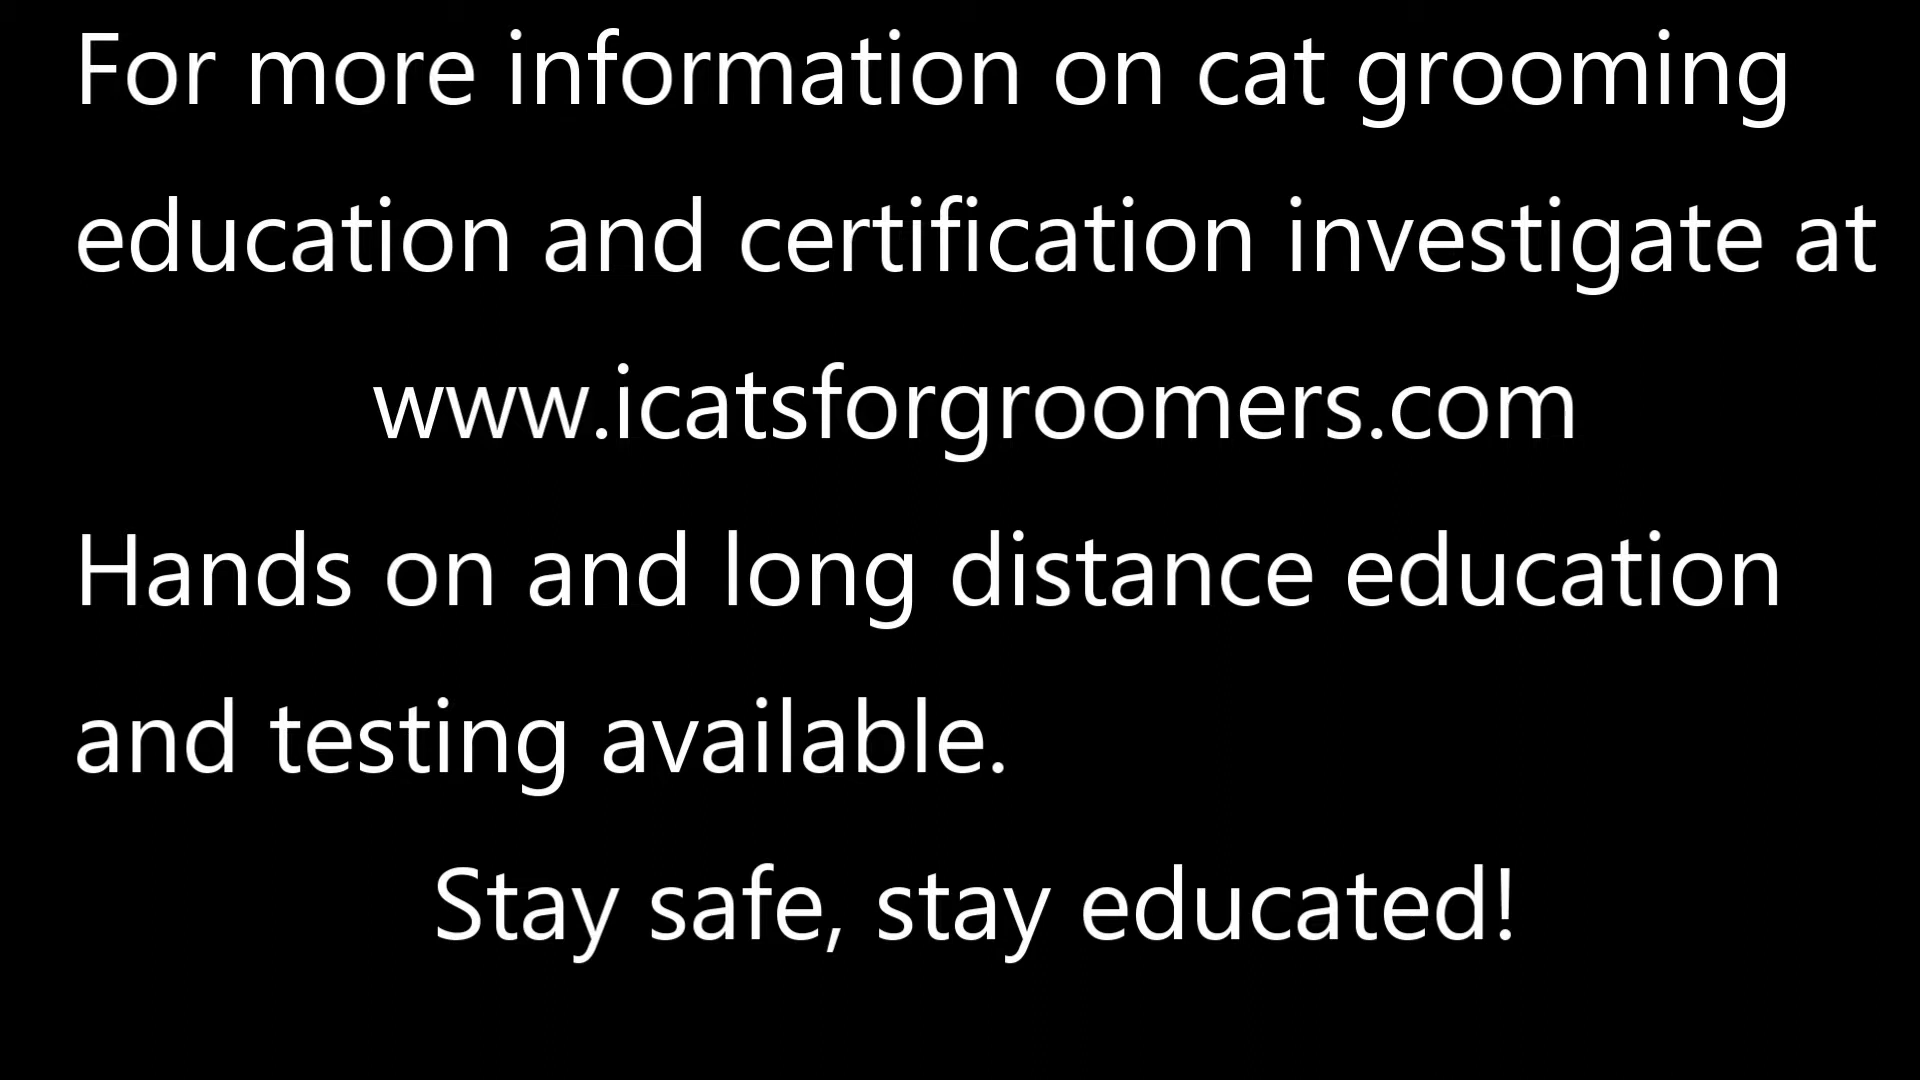 For more information on cat grooming
education and certification investigate at
www.icatsforgroomers.com
Hands on and long distance education
and testing available.
Stay safe, stay educated!